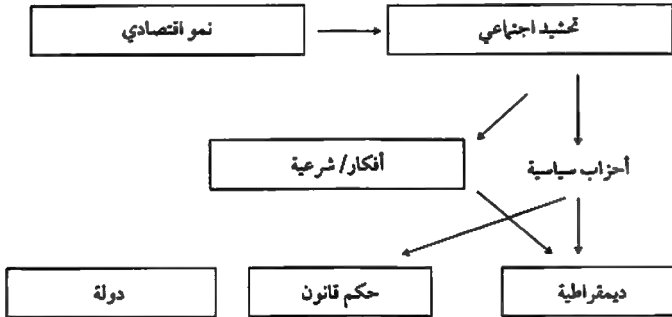 تحشيد اجتماعي
نمو اقتصادي
أحزاب سياسية
أفكار/ شرعية
ديمقراطية
حكم قانون
دولة